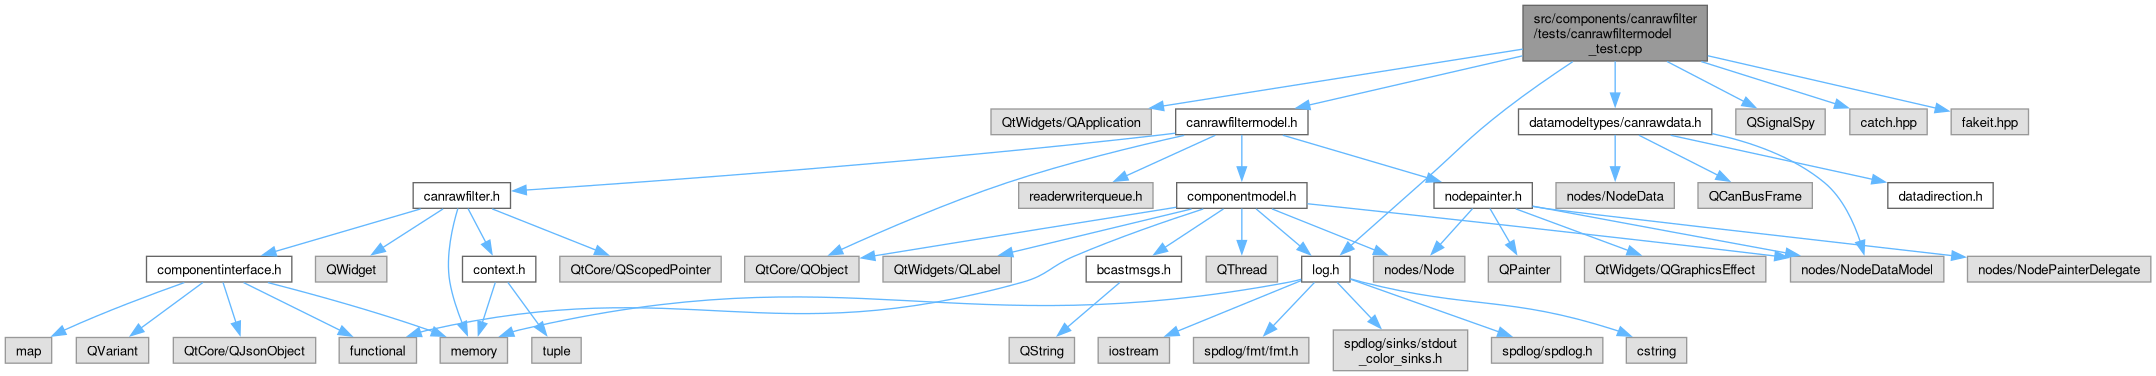 src/components/canrawfilter
/tests/canrawfiltermodel
_test.cpp
QtWidgets/QApplication
canrawfiltermodel.h
datamodeltypes/canrawdata.h
QSignalSpy
catch.hpp
fakeit.hpp
canrawfilter.h
readerwriterqueue.h
componentmodel.h
nodepainter.h
nodes/NodeData
QCanBusFrame
datadirection.h
componentinterface.h
QWidget
context.h
QtCore/QScopedPointer
QtCore/QObject
QtWidgets/QLabel
bcastmsgs.h
QThread
log.h
nodes/Node
QPainter
QtWidgets/QGraphicsEffect
nodes/NodeDataModel
nodes/NodePainterDelegate
map
QVariant
QtCore/QJsonObject
functional
memory
tuple
QString
iostream
spdlog/fmt/fmt.h
spdlog/sinks/stdout
_color_sinks.h
spdlog/spdlog.h
cstring